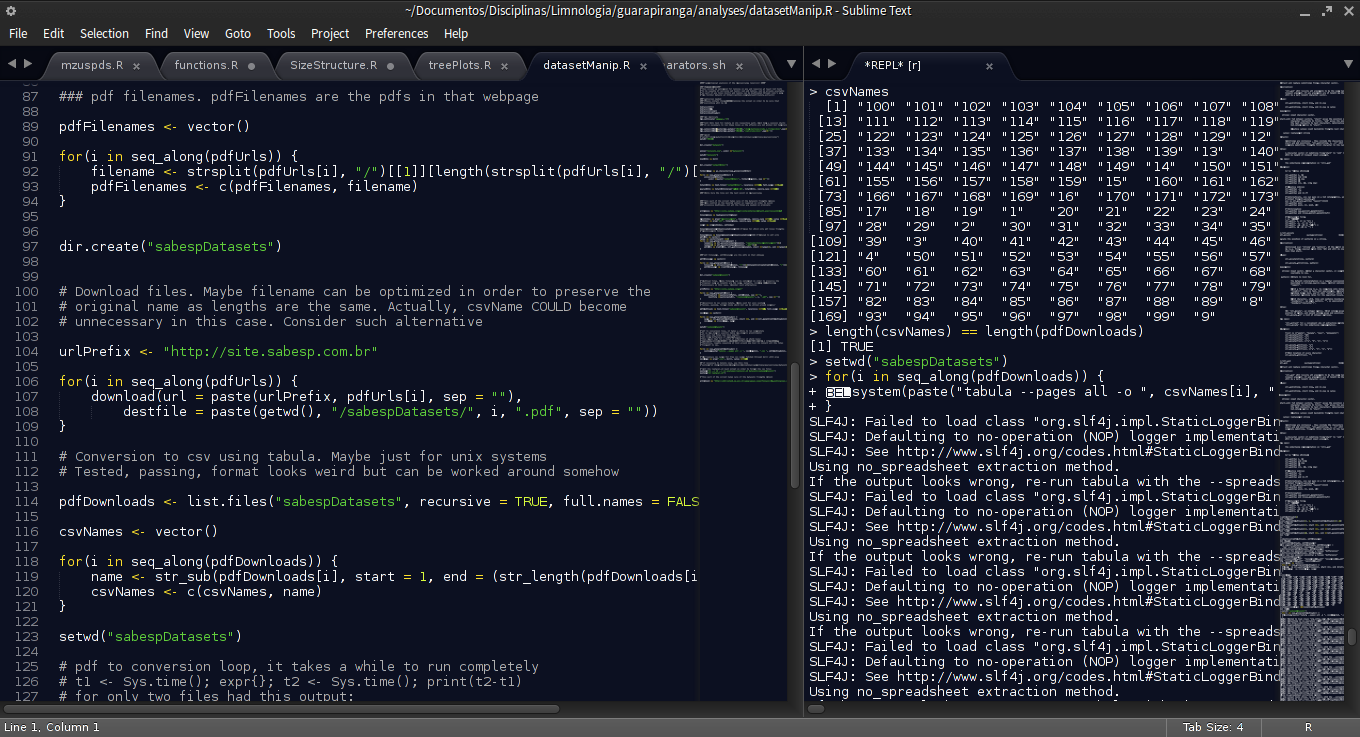 ~/Documentos/Disciplinas/Limnologia/guarapiranga/analyses/datasetManip.R - Sublime Text
File Edit Selection Find View Goto Tools Project Preferences Help
mzuspds.R × functions.R SizeStructure.R treePlots.R × datasetManip.R × arators.sh ×
87 ### pdf filenames. pdfFilenames are the pdfs in that webpage
88
89 pdfFilenames <- vector()
90
91 for(i in seq_along(pdfUrls)) {
92 filename <- strsplit(pdfUrls[i], "/")[[1]][length(strsplit(pdfUrls[i], "/")[
93 pdfFilenames <- c(pdfFilenames, filename)
94 }
95
96
97 dir.create("sabespDatasets")
98
99
100 # Download files. Maybe filename can be optimized in order to preserve the
101 # original name as lengths are the same. Actually, csvName COULD become
102 # unnecessary in this case. Consider such alternative
103
104 urlPrefix <- "http://site.sabesp.com.br"
105
106 for(i in seq_along(pdfUrls)) {
107 download(url = paste(urlPrefix, pdfUrls[i], sep = ""),
108 destfile = paste(getwd(), "/sabespDatasets/", i, ".pdf", sep = ""))
109 }
110
111 # Conversion to csv using tabula. Maybe just for unix systems
112 # Tested, passing, format looks weird but can be worked around somehow
113
114 pdfDownloads <- list.files("sabespDatasets", recursive = TRUE, full.names = FALS
115
116 csvNames <- vector()
117
118 for(i in seq_along(pdfDownloads)) {
119 name <- str_sub(pdfDownloads[i], start = 1, end = (str_length(pdfDownloads[i
120 csvNames <- c(csvNames, name)
121 }
122
123 setwd("sabespDatasets")
124
125 # pdf to conversion loop, it takes a while to run completely
126 # t1 <- Sys.time(); expr{}; t2 <- Sys.time(); print(t2-t1)
127 # for only two files had this output:
*REPL* [r] ×
> csvNames
[1] "100" "101" "102" "103" "104" "105" "106" "107" "108"
[13] "111" "112" "113" "114" "115" "116" "117" "118" "119"
[25] "122" "123" "124" "125" "126" "127" "128" "129" "12"
[37] "133" "134" "135" "136" "137" "138" "139" "13" "140"
[49] "144" "145" "146" "147" "148" "149" "14" "150" "151"
[61] "155" "156" "157" "158" "159" "15" "160" "161" "162"
[73] "166" "167" "168" "169" "16" "170" "171" "172" "173"
[85] "17" "18" "19" "1" "20" "21" "22" "23" "24"
[97] "28" "29" "2" "30" "31" "32" "33" "34" "35"
[109] "39" "3" "40" "41" "42" "43" "44" "45" "46"
[121] "4" "50" "51" "52" "53" "54" "55" "56" "57"
[133] "60" "61" "62" "63" "64" "65" "66" "67" "68"
[145] "71" "72" "73" "74" "75" "76" "77" "78" "79"
[157] "82" "83" "84" "85" "86" "87" "88" "89" "8"
[169] "93" "94" "95" "96" "97" "98" "99" "9"
> length(csvNames) == length(pdfDownloads)
[1] TRUE
> setwd("sabespDatasets")
> for(i in seq_along(pdfDownloads)) {
+ BELsystem(paste("tabula --pages all -o ", csvNames[i], "
+ }
SLF4J: Failed to load class "org.slf4j.impl.StaticLoggerBin
SLF4J: Defaulting to no-operation (NOP) logger implementati
SLF4J: See http://www.slf4j.org/codes.html#StaticLoggerBind
Using no_spreadsheet extraction method.
If the output looks wrong, re-run tabula with the --spreads
SLF4J: Failed to load class "org.slf4j.impl.StaticLoggerBin
SLF4J: Defaulting to no-operation (NOP) logger implementati
SLF4J: See http://www.slf4j.org/codes.html#StaticLoggerBind
Using no_spreadsheet extraction method.
If the output looks wrong, re-run tabula with the --spreads
SLF4J: Failed to load class "org.slf4j.impl.StaticLoggerBin
SLF4J: Defaulting to no-operation (NOP) logger implementati
SLF4J: See http://www.slf4j.org/codes.html#StaticLoggerBind
Using no_spreadsheet extraction method.
If the output looks wrong, re-run tabula with the --spreads
SLF4J: Failed to load class "org.slf4j.impl.StaticLoggerBin
SLF4J: Defaulting to no-operation (NOP) logger implementati
SLF4J: See http://www.slf4j.org/codes.html#StaticLoggerBind
Using no_spreadsheet extraction method.
Line 1, Column 1 Tab Size: 4 R